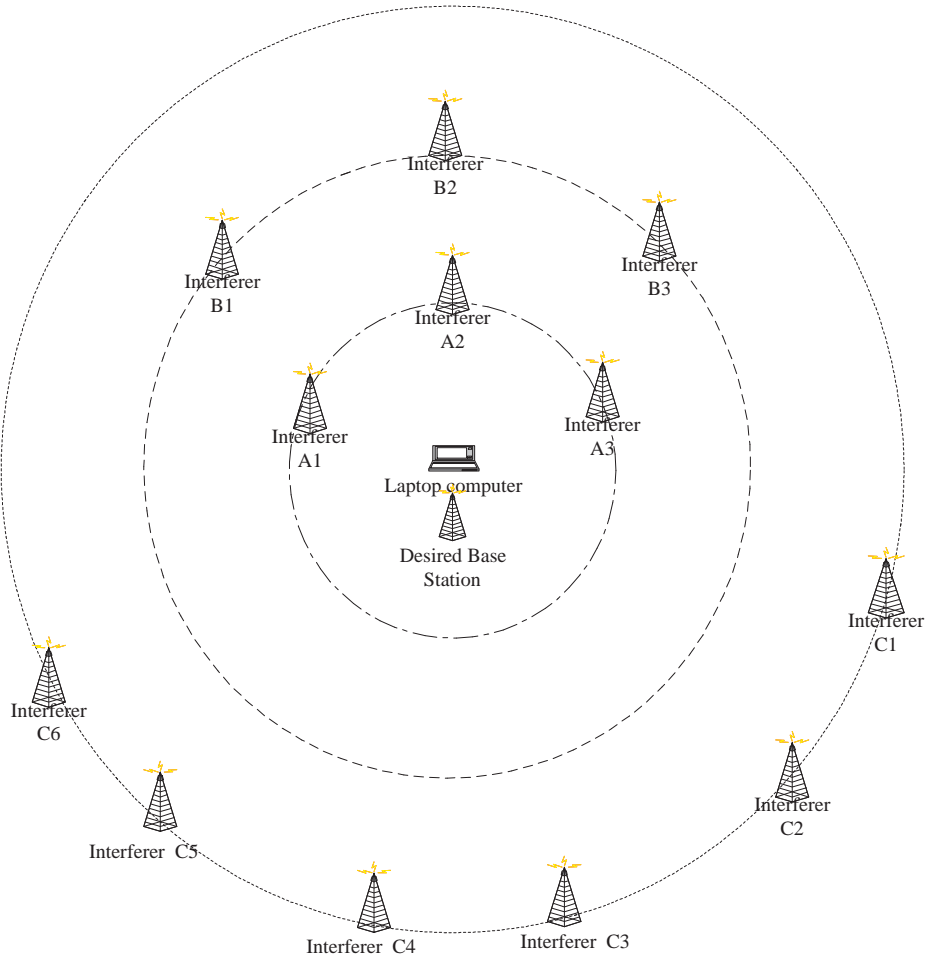 Interferer
B2
Interferer
B1
Interferer
B3
Interferer
A2
Interferer
A1
Interferer
A3
Laptop computer
Desired Base
Station
Interferer
C1
Interferer
C6
Interferer
C2
Interferer C5
Interferer C4
Interferer C3